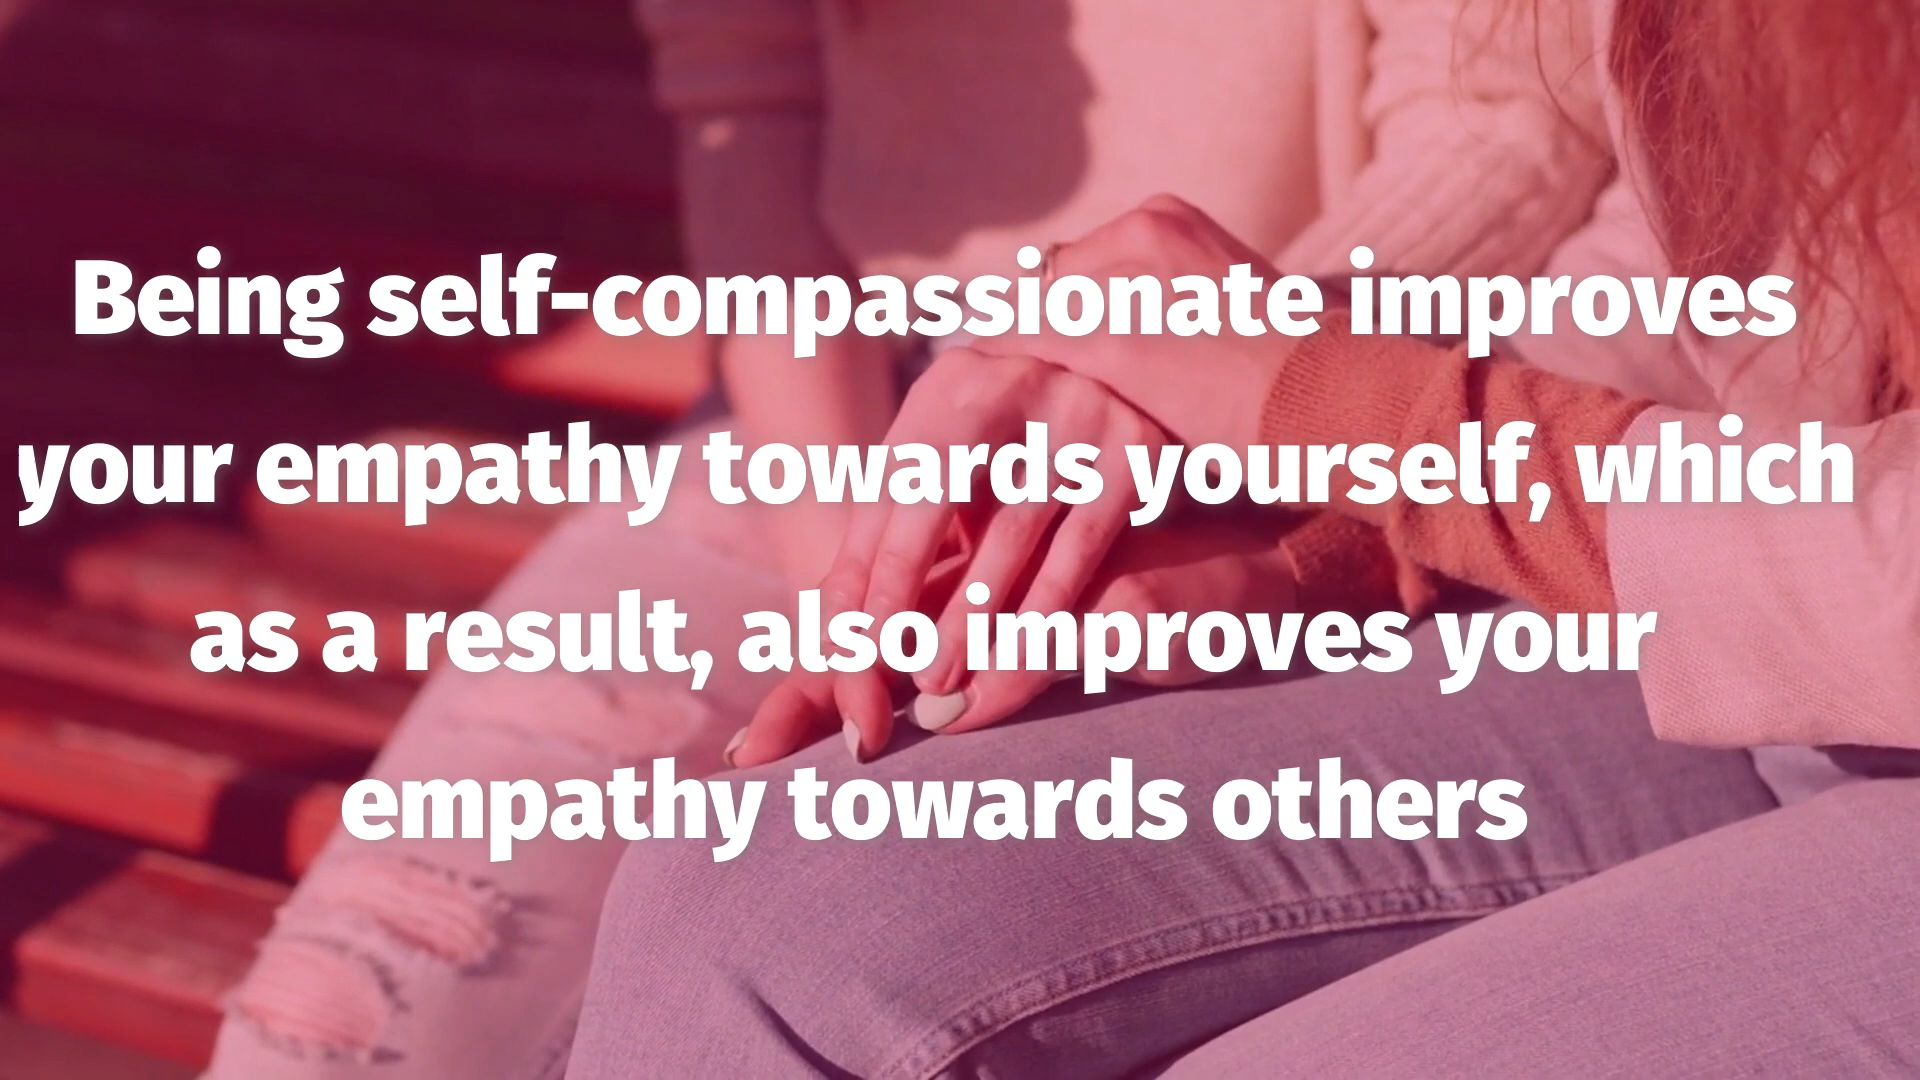 Being self-compassionate improves
your empathy towards yourself, which
as a result, also improves your
empathy towards others